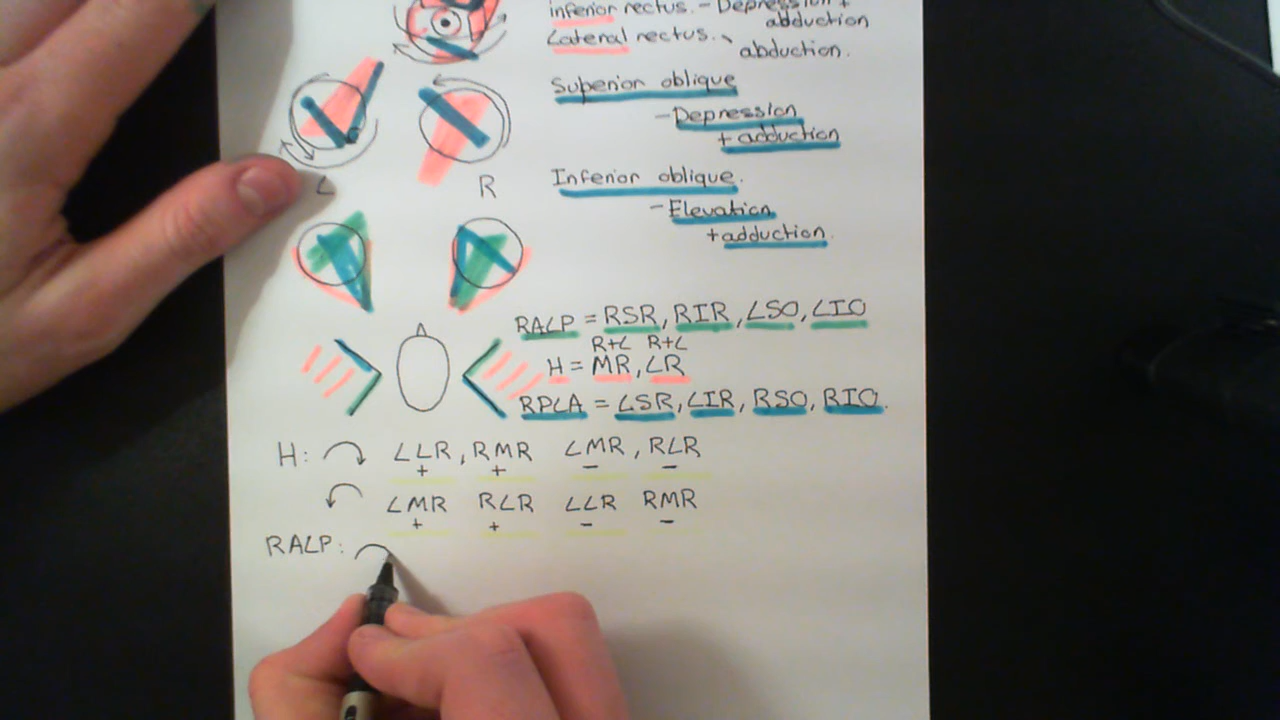 inferior rectus. - Depression + abduction
Lateral rectus. - abduction.
Superior oblique
- Depression
+ adduction
L R
Inferior oblique.
- Elevation
+ adduction.
RALP = RSR, RIR, LSO, LIO
R+L R+L
H = MR, LR
RPLA = LSR, LIR, RSO, RIO.
H: LLR, RMR LMR, RLR
+ + - -
LMR RLR LLR RMR
+ + - -
RALP: